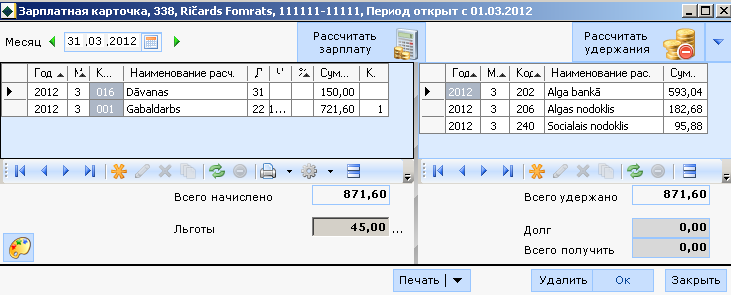 Зарплатная карточка, 338, Ričards Fomrats, 111111-11111, Период открыт с 01.03.2012
Месяц 31 ,03 ,2012
Рассчитать зарплату
Рассчитать удержания
Год К... Наименование расч. Сум... К.
2012 3 016 Dāvanas 31 150,00
2012 3 001 Gabaldarbs 22 1... 721,60 1
Год М. Код Наименование рас. Сум..
2012 3 202 Alga bankā 593,04
2012 3 206 Algas nodoklis 182,68
2012 3 240 Socialais nodoklis 95,88
Всего начислено 871,60
Льготы 45,00 ...
Всего удержано 871,60
Долг 0,00
Всего получить 0,00
Печать
Удалить
Ок
Закрыть